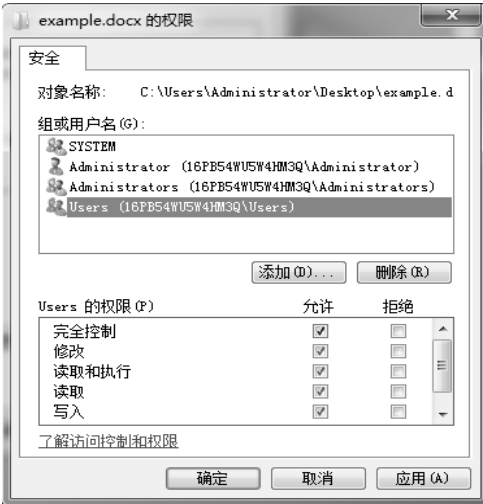 example.docx 的权限
安全
对象名称: C:\Users\Administrator\Desktop\example.d
组或用户名(G):
SYSTEM
Administrator (16PB54WU5W4HM3Q\Administrator)
Administrators (16PB54WU5W4HM3Q\Administrators)
Users (16PB54WU5W4HM3Q\Users)
添加(D)... 删除(R)
Users 的权限(P) 允许 拒绝
完全控制
修改
读取和执行
读取
写入
了解访问控制和权限
确定 取消 应用(A)